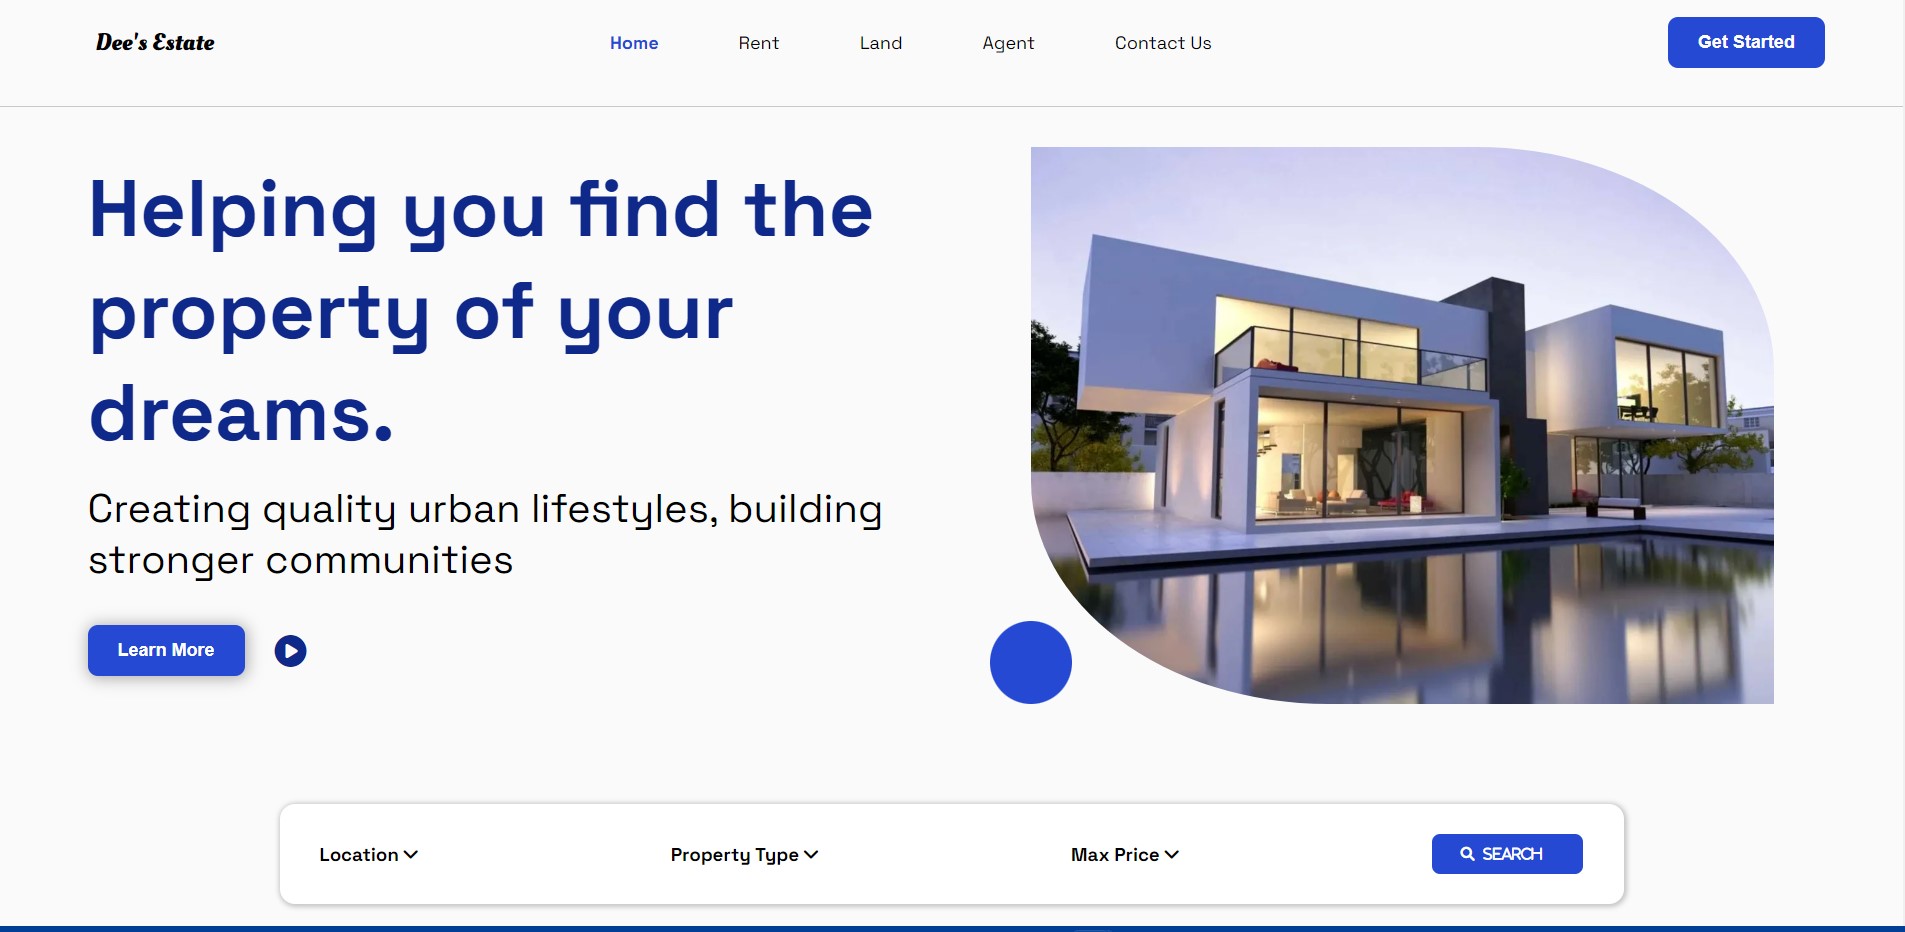 Dee's Estate
Home
Rent
Land
Agent
Contact Us
Get Started
Helping you find the
property of your
dreams.
Creating quality urban lifestyles, building
stronger communities
Learn More
Location
Property Type
Max Price
SEARCH